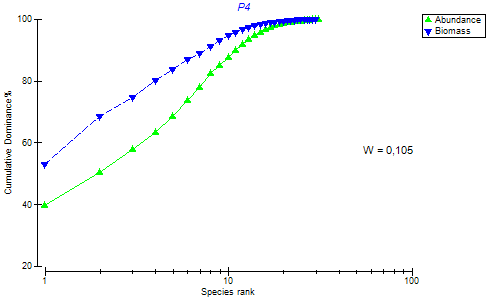 P4
Abundance
Biomass
Cumulative Dominance%
100
80
60
40
20
W = 0,105
1
10
100
Species rank